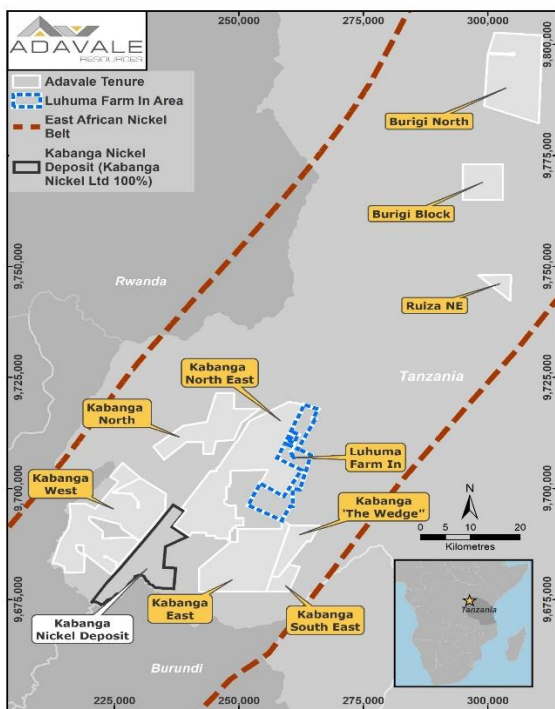 250,000
275,000
300,000
ADAVALE
RESOURCES
Adavale Tenure
Luhuma Farm In Area
East African Nickel
Belt
Kabanga Nickel
Deposit (Kabanga
Nickel Ltd 100%)
9,800,000
Burigi North
9,775,000
Burigi Block
9,750,000
9,750,000
Rwanda
Ruiza NE
9,725,000
9,725,000
Tanzania
Kabanga
North East
Kabanga
North
Luhuma
Farm In
Kabanga
West
9,700,000
9,700,000
Kabanga
'The Wedge"
N
0 5 10 20
Kilometres
Kabanga
Nickel Deposit
Kabanga
East
Kabanga
South East
9,675,000
9,675,000
Tanzania
Burundi
225,000
250,000
275,000
300,000